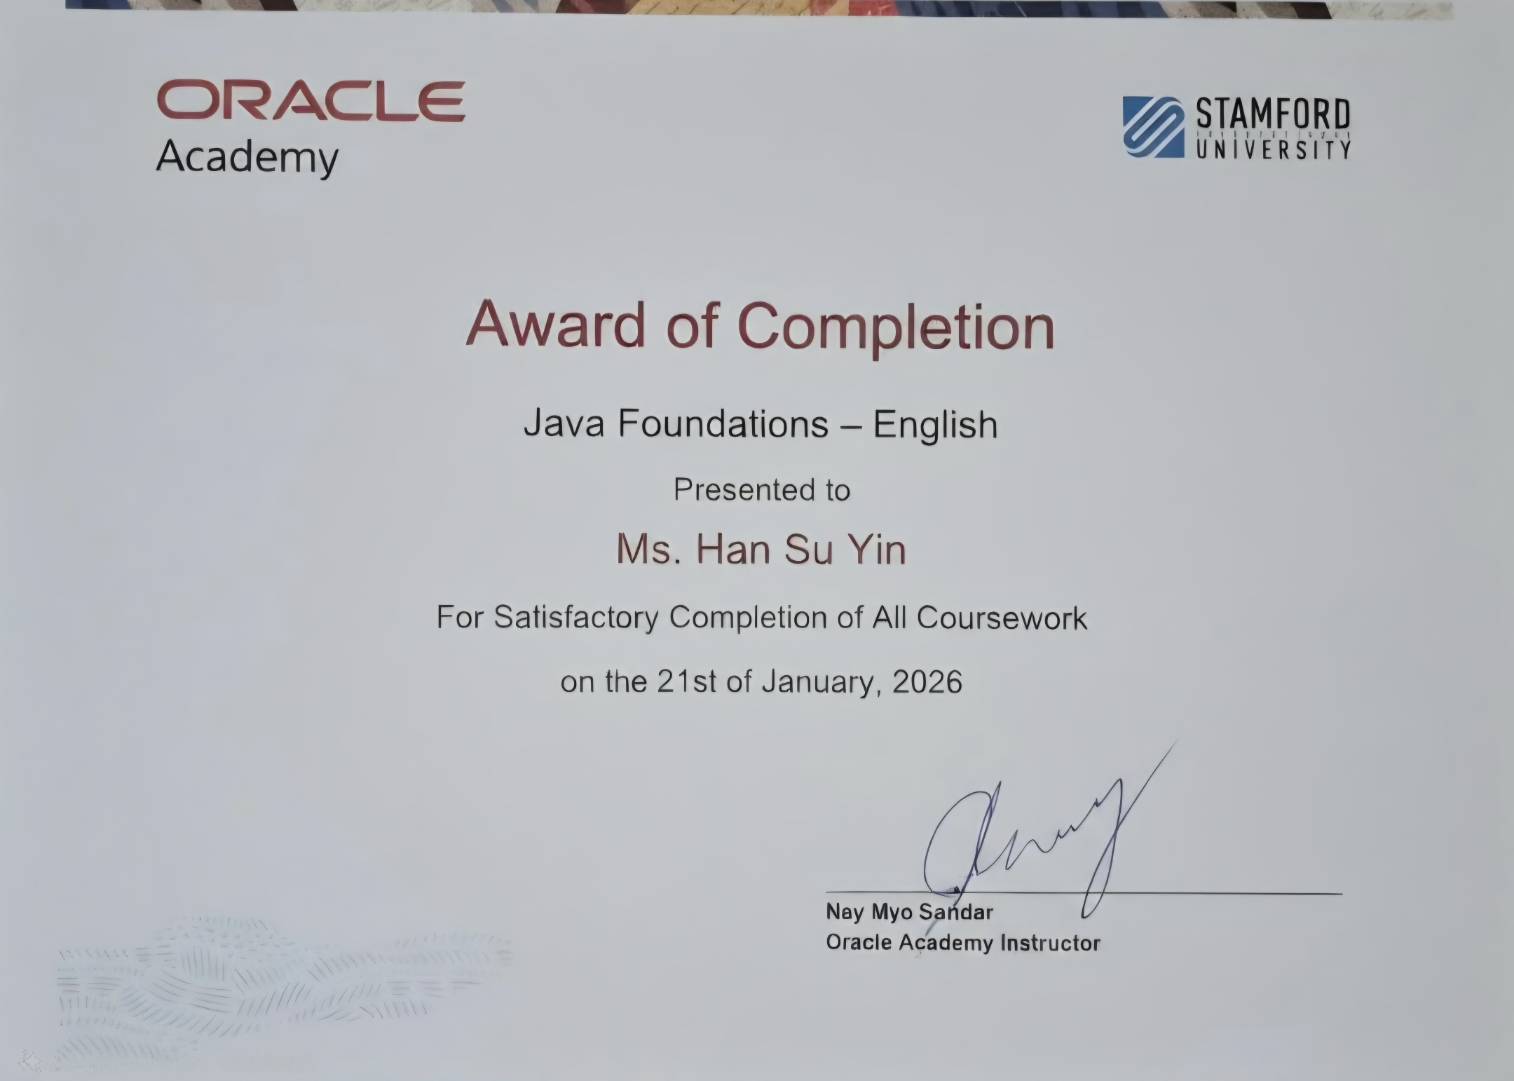 ORACLE
Academy
STAMFORD
UNIVERSITY
Award of Completion
Java Foundations – English
Presented to
Ms. Han Su Yin
For Satisfactory Completion of All Coursework
on the 21st of January, 2026
Nay Myo Sandar
Oracle Academy Instructor